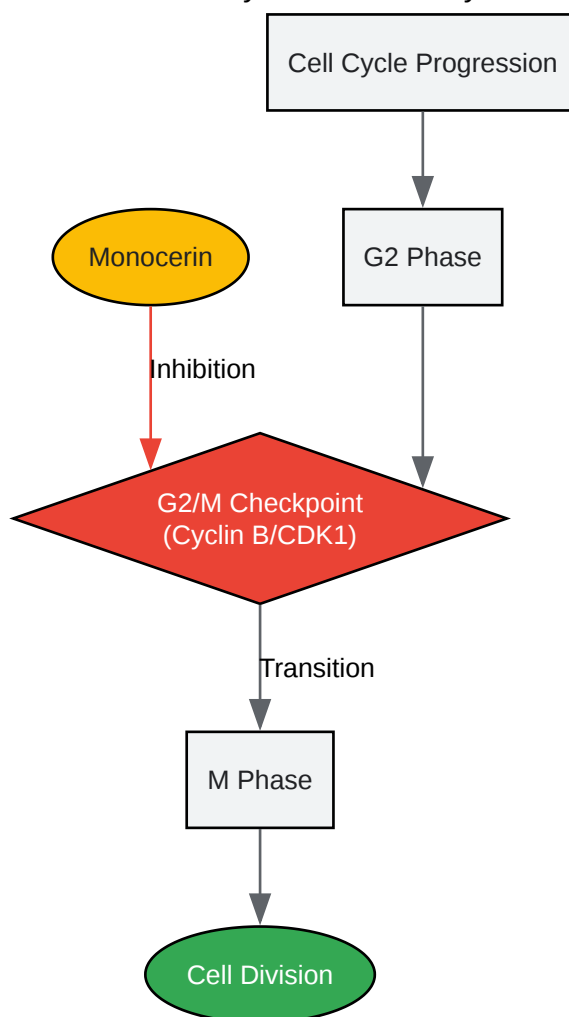 Cell Cycle Progression
Monocerin
G2 Phase
Inhibition
G2/M Checkpoint
(Cyclin B/CDK1)
Transition
M Phase
Cell Division